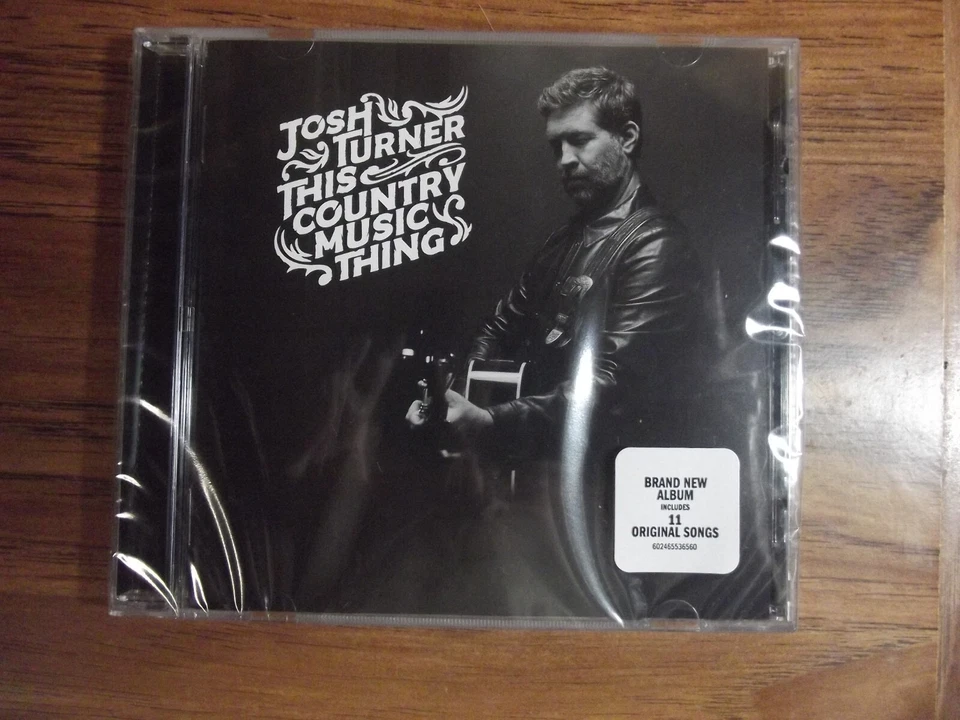 JOSH
TURNER
THIS
COUNTRY
MUSIC
THING
BRAND NEW
ALBUM
INCLUDES
11
ORIGINAL SONGS
602465536560